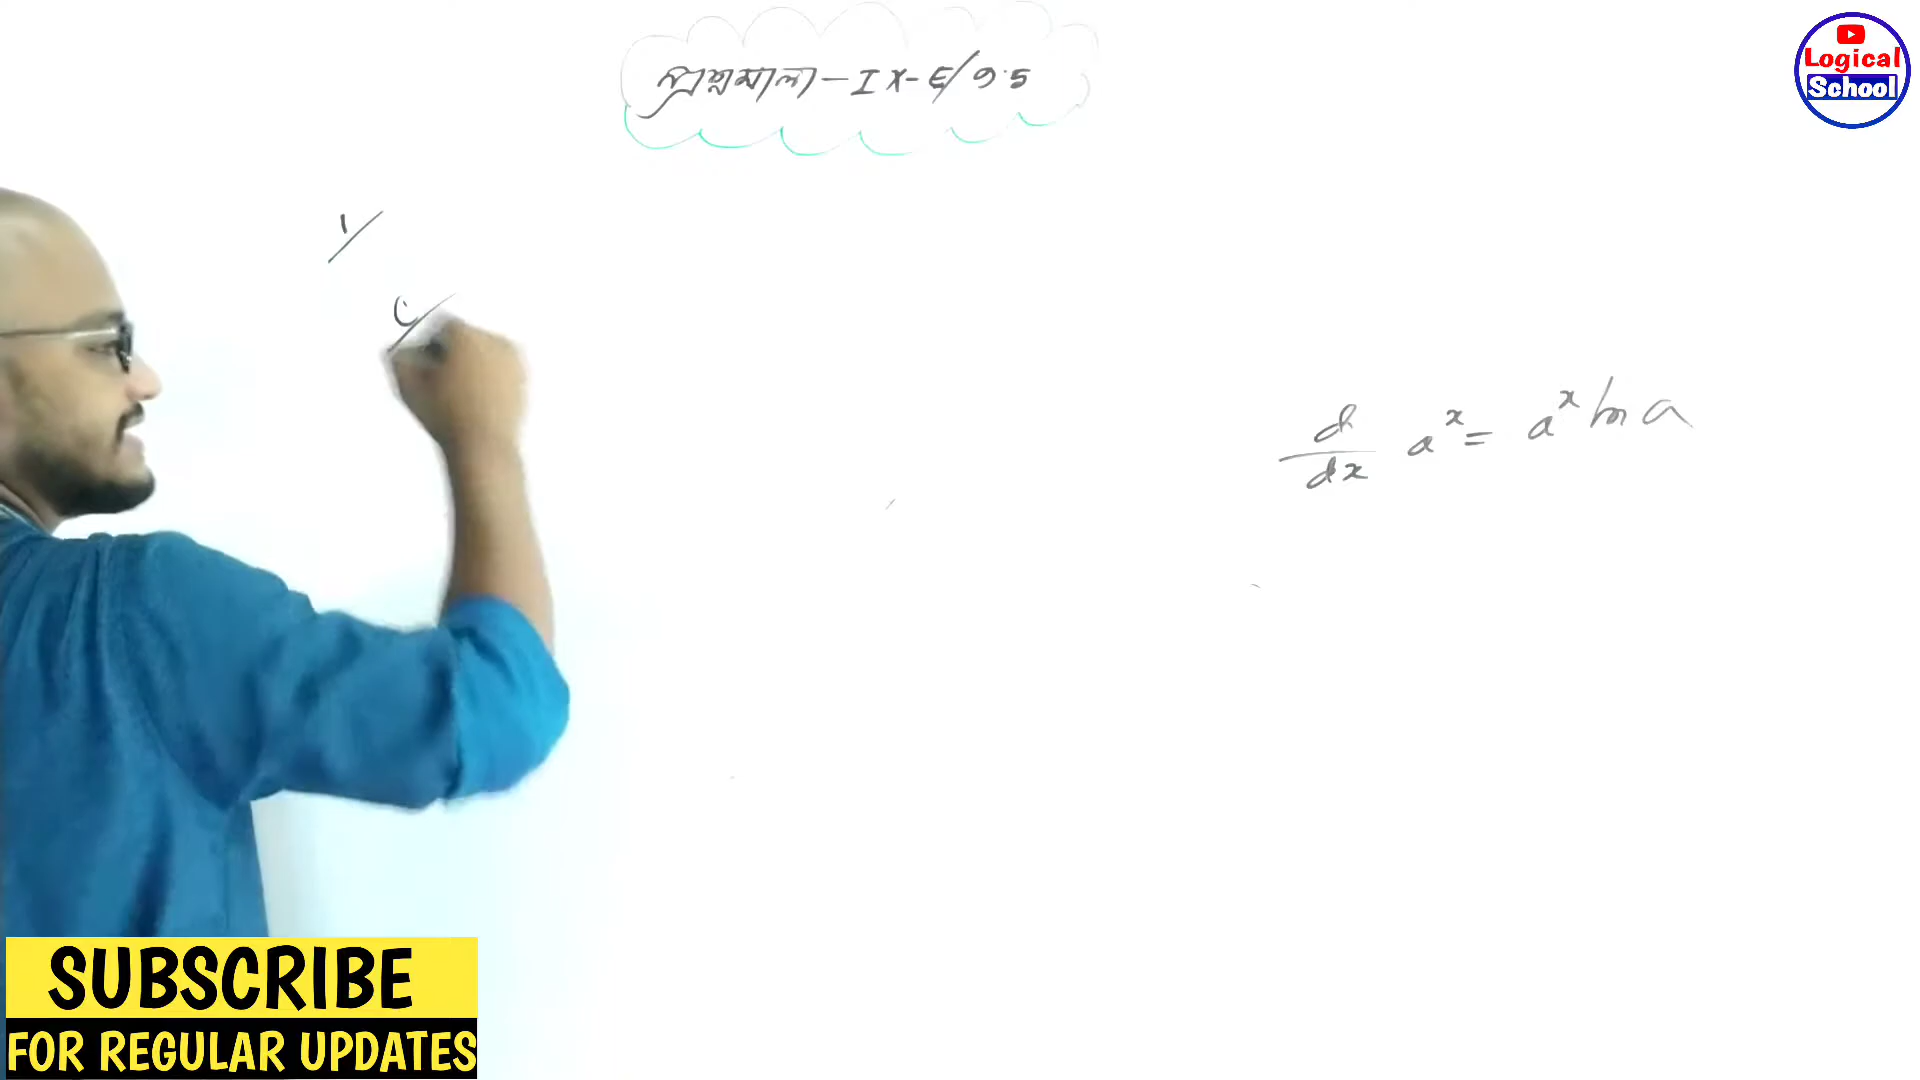 প্রশ্নমালা - IX - E / 9.5
Logical
School
1/
d/dx a^x = a^x ln a
SUBSCRIBE
FOR REGULAR UPDATES